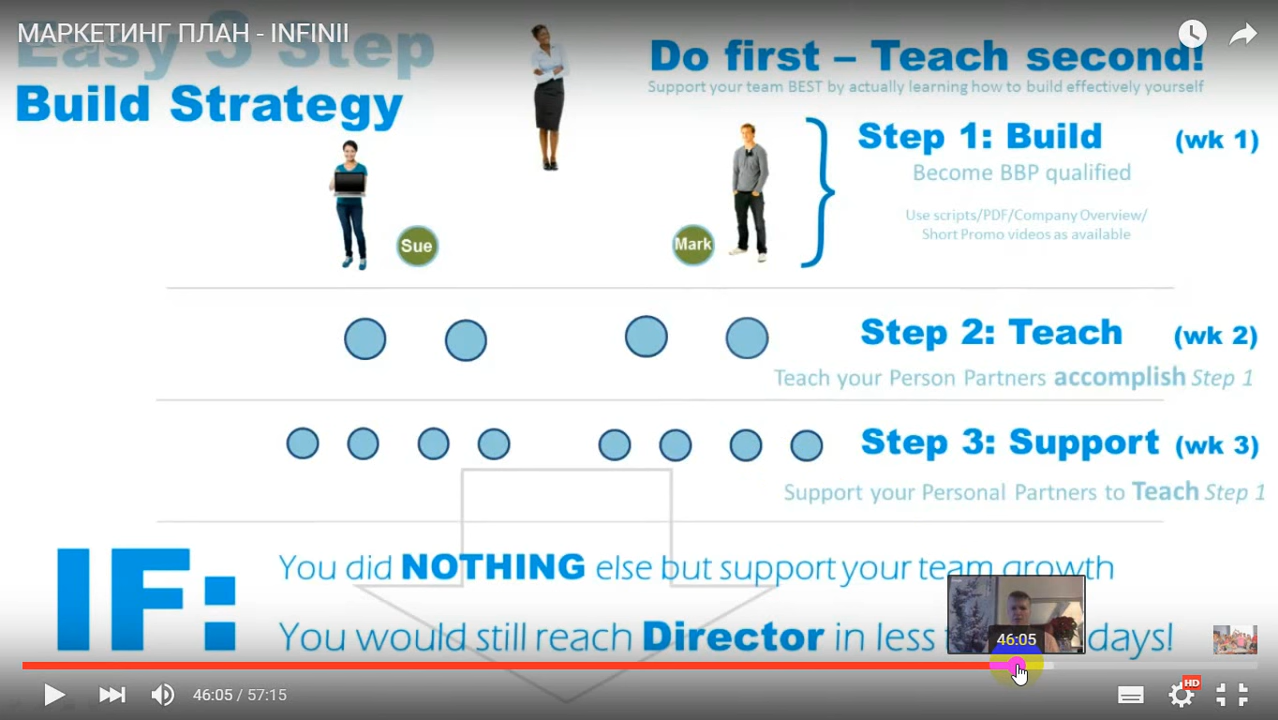 МАРКЕТИНГ ПЛАН - INFINII
Easy 3 Step
Build Strategy
Do first – Teach second!
Support your team BEST by actually learning how to build effectively yourself
Step 1: Build (wk 1)
Become BBP qualified
Use scripts/PDF/Company Overview/
Short Promo videos as available
Sue
Mark
Step 2: Teach (wk 2)
Teach your Person Partners accomplish Step 1
Step 3: Support (wk 3)
Support your Personal Partners to Teach Step 1
IF:
You did NOTHING else but support your team growth
You would still reach Director in less days!
46:05
46:05 / 57:15
HD